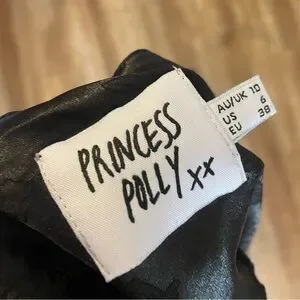 PRINCESS
POLLY xx
AU/UK 10
US 6
EU 38